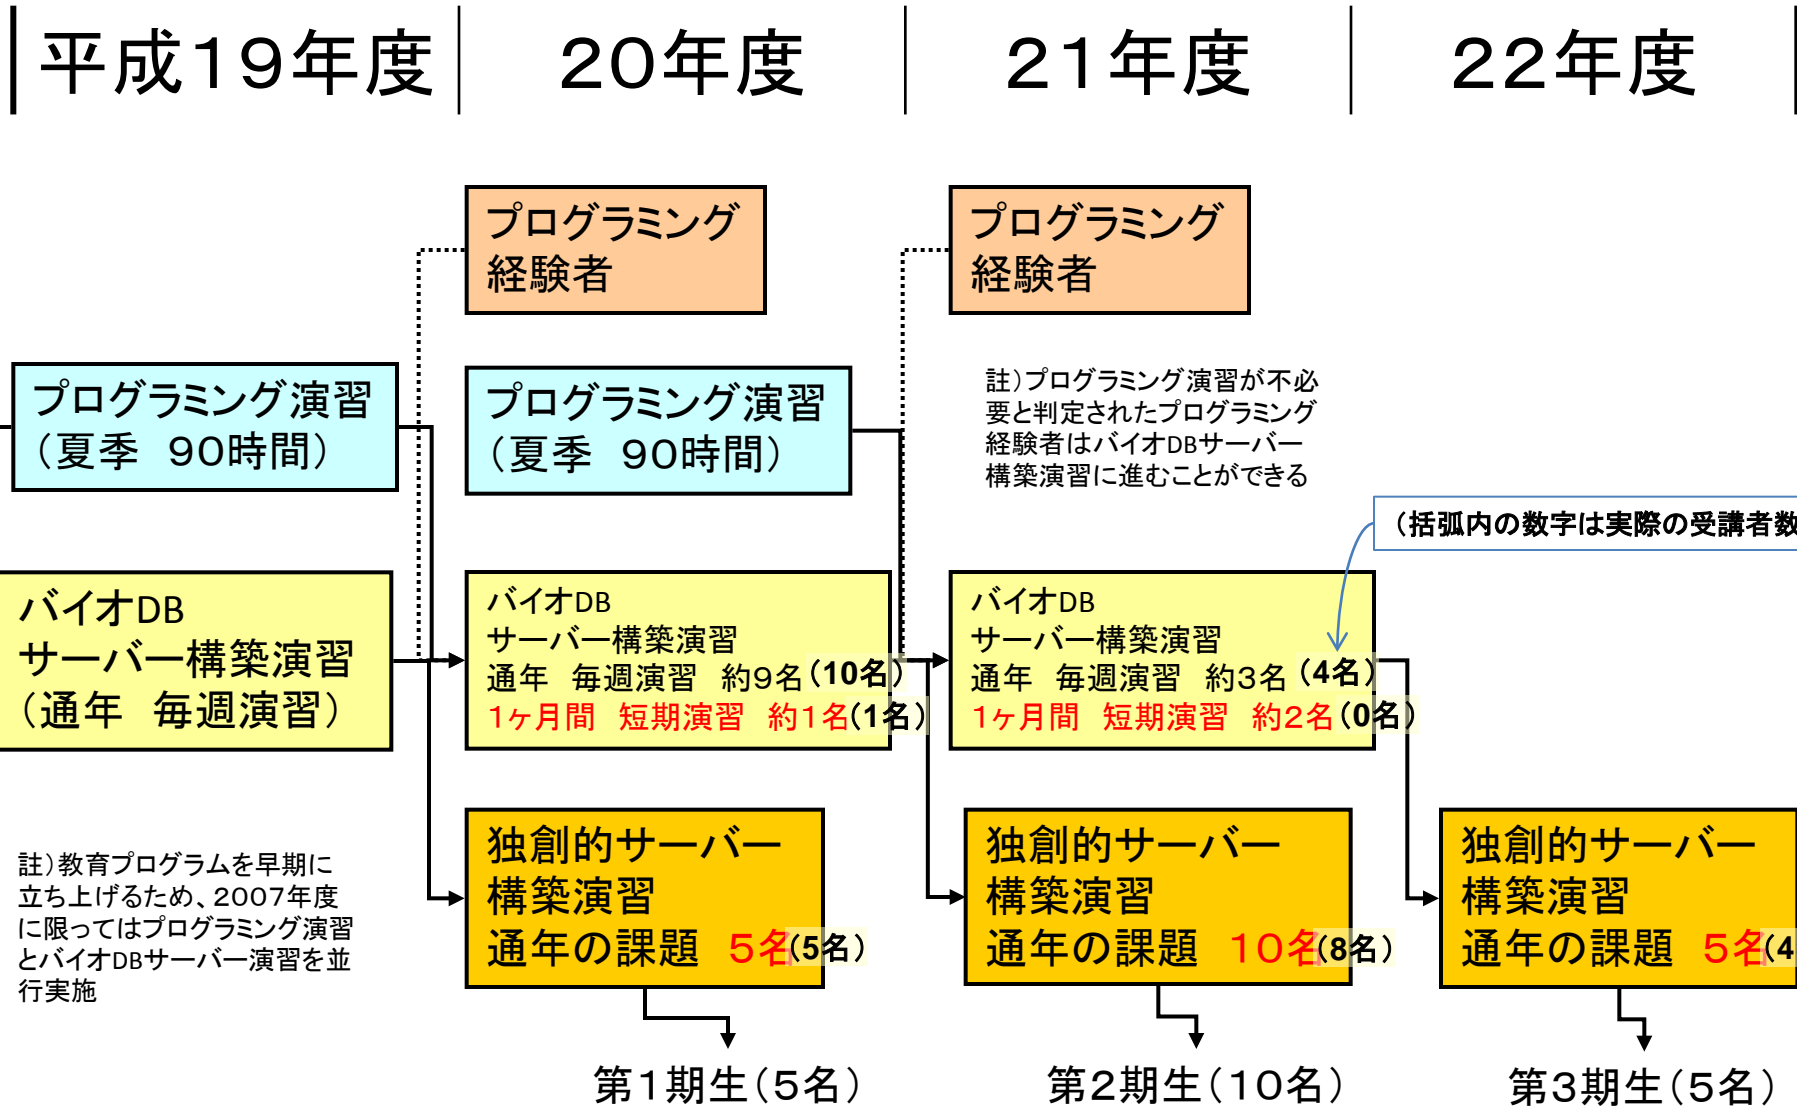 平成19年度
20年度
21年度
22年度
プログラミング
経験者
プログラミング
経験者
プログラミング演習
（夏季　90時間）
プログラミング演習
（夏季　90時間）
註）プログラミング演習が不必
要と判定されたプログラミング
経験者はバイオDBサーバー
構築演習に進むことができる
（括弧内の数字は実際の受講者数
バイオDB
サーバー構築演習
（通年　毎週演習）
バイオDB
サーバー構築演習
通年　毎週演習　約9名(10名)
1ヶ月間　短期演習　約1名(1名)
バイオDB
サーバー構築演習
通年　毎週演習　約3名(4名)
1ヶ月間　短期演習　約2名(0名)
註）教育プログラムを早期に
立ち上げるため、2007年度
に限ってはプログラミング演習
とバイオDBサーバー演習を並
行実施
独創的サーバー
構築演習
通年の課題　5名(5名)
独創的サーバー
構築演習
通年の課題　10名(8名)
独創的サーバー
構築演習
通年の課題　5名(4
第1期生（5名）
第2期生（10名）
第3期生（5名）